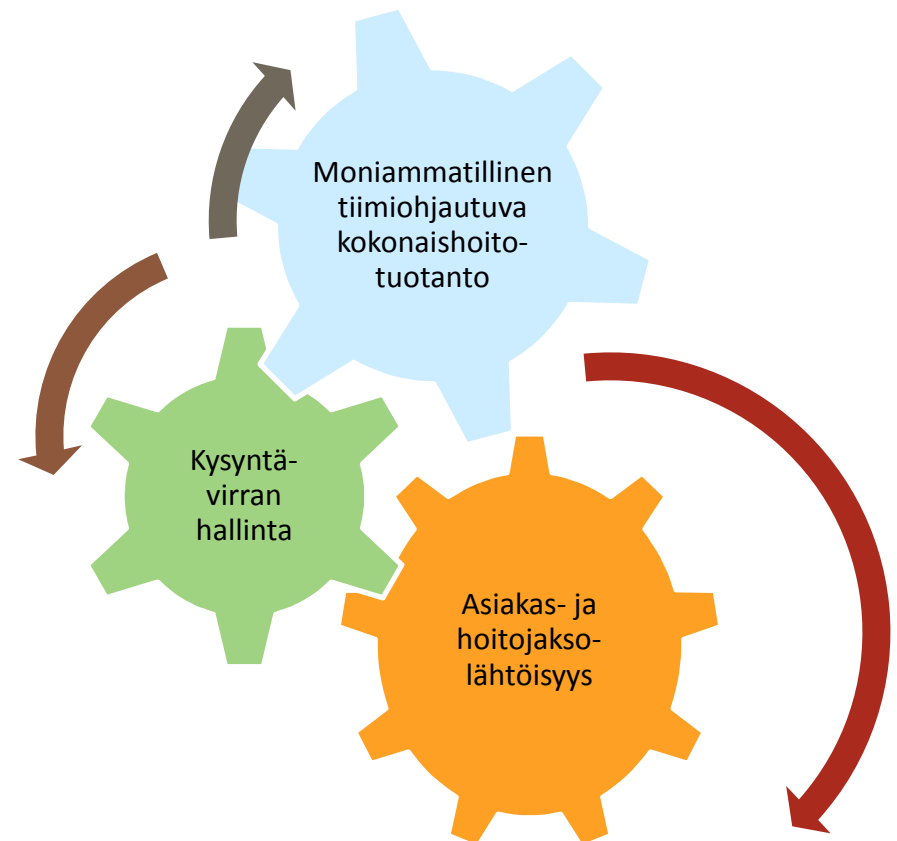 Moniammatillinen
tiimiohjautuva
kokonaishoito-
tuotanto
Kysyntä-
virran
hallinta
Asiakas- ja
hoitojakso-
lähtöisyys